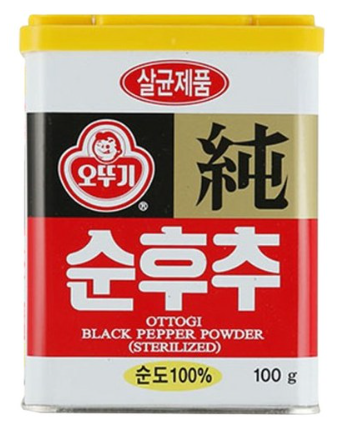 살균제품
오뚜기
®
純
순후추
OTTOGI
BLACK PEPPER POWDER
(STERILIZED)
순도100%
100 g